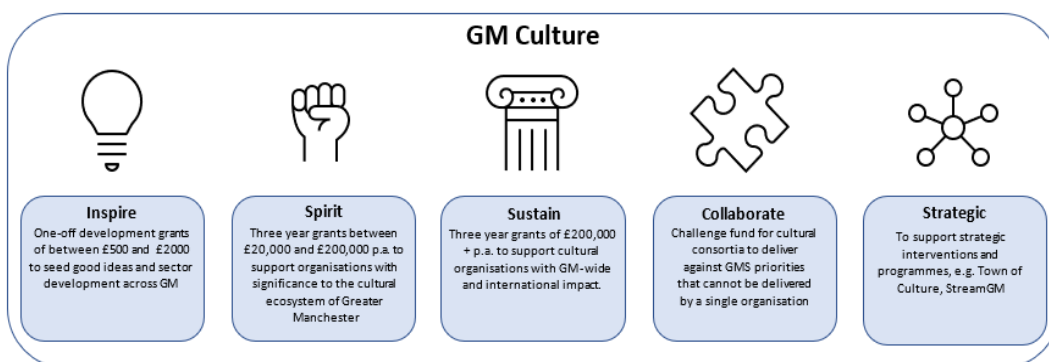 GM Culture
Inspire
One-off development grants
of between £500 and £2000
to seed good ideas and sector
development across GM
Spirit
Three year grants between
£20,000 and £200,000 p.a. to
support organisations with
significance to the cultural
ecosystem of Greater
Manchester
Sustain
Three year grants of £200,000
+ p.a. to support cultural
organisations with GM-wide
and international impact.
Collaborate
Challenge fund for cultural
consortia to deliver
against GMS priorities
that cannot be delivered
by a single organisation
Strategic
To support strategic
interventions and
programmes, e.g. Town of
Culture, StreamGM